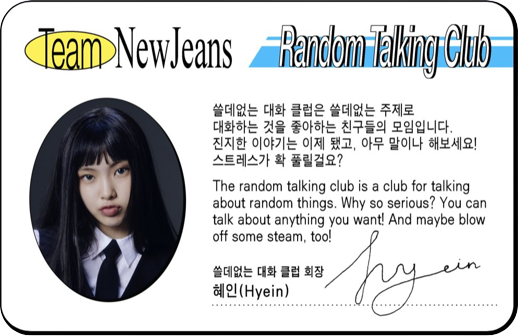 Team NewJeans
Random Talking Club
쓸데없는 대화 클럽은 쓸데없는 주제로
대화하는 것을 좋아하는 친구들의 모임입니다.
진지한 이야기는 이제 됐고, 아무 말이나 해보세요!
스트레스가 확 풀릴걸요?
The random talking club is a club for talking
about random things. Why so serious? You can
talk about anything you want! And maybe blow
off some steam, too!
쓸데없는 대화 클럽 회장
혜인(Hyein)
hyein